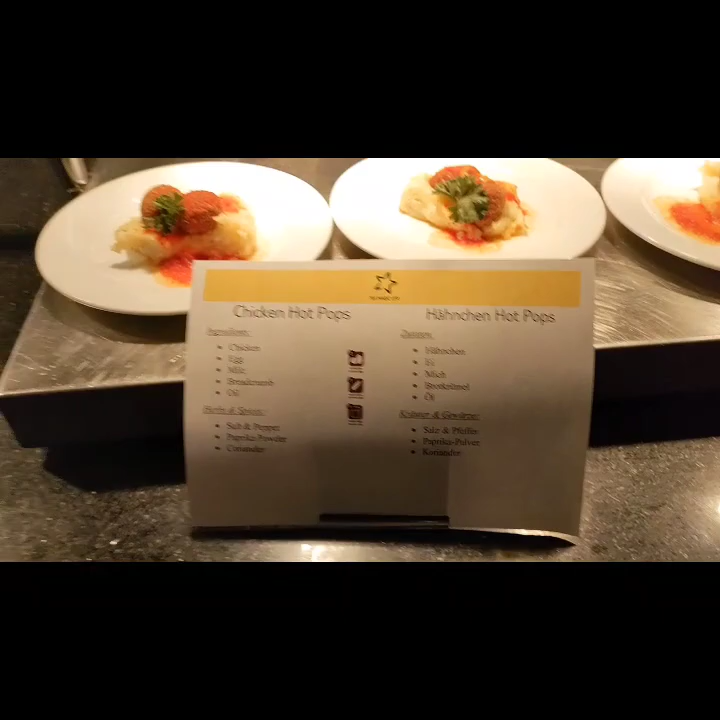 Chicken Hot Pops
Ingredients:
• Chicken
• Egg
• Milk
• Breadcrumb
• Oil
Herbs & Spices:
• Salt & Pepper
• Paprika Powder
• Coriander
Hähnchen Hot Pops
Zutaten:
• Hähnchen
• Ei
• Milch
• Brotkrümel
• Öl
Kräuter & Gewürze:
• Salz & Pfeffer
• Paprika-Pulver
• Koriander